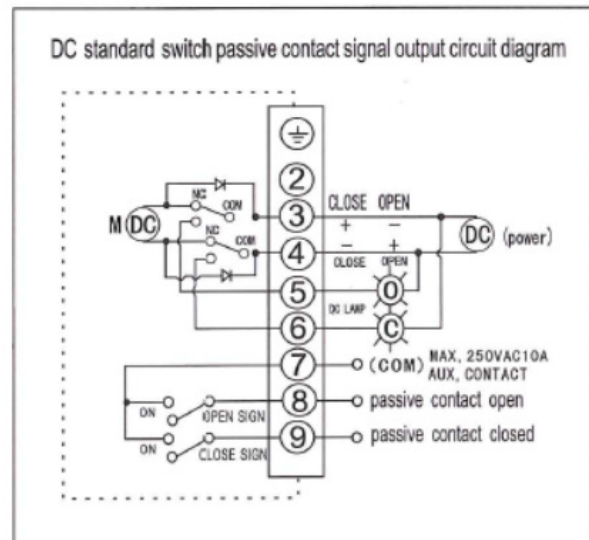 DC standard switch passive contact signal output circuit diagram
2
NC
COM
3
CLOSE OPEN
+ −
M DC
DC (power)
NC
COM
4
− +
CLOSE OPEN
5
O
DC LAMP
6
C
7
(COM) MAX, 250VAC10A
AUX, CONTACT
8
passive contact open
ON
OPEN SIGN
9
passive contact closed
ON
CLOSE SIGN